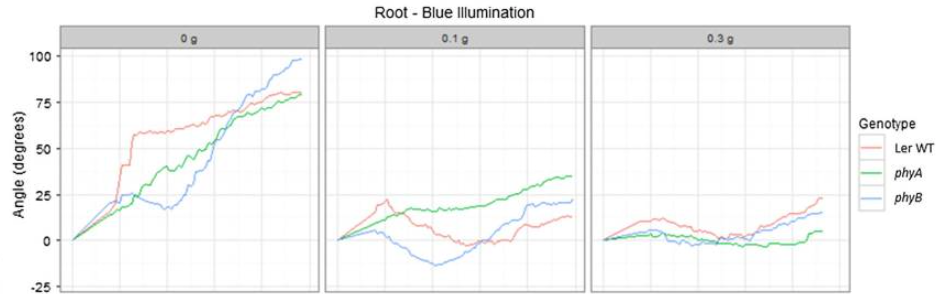 Root - Blue Illumination
0 g
0.1 g
0.3 g
Angle (degrees)
100
75
50
25
0
-25
Genotype
Ler WT
phyA
phyB